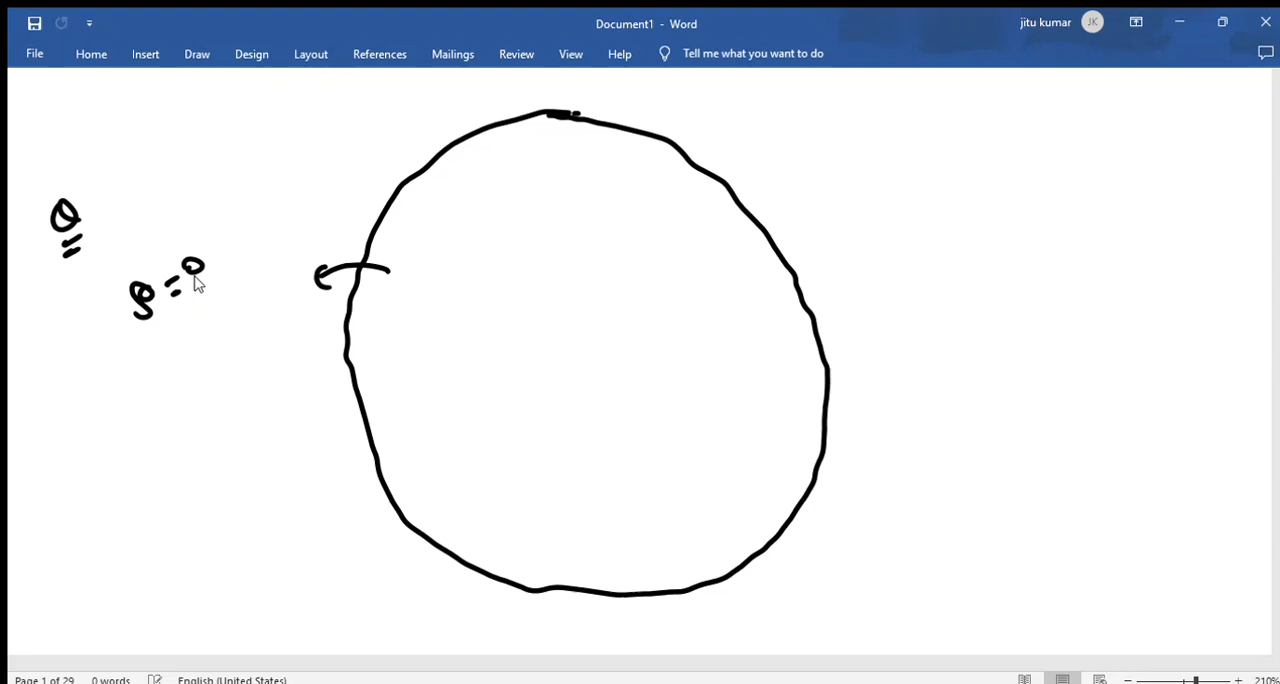 Document1 - Word
jitu kumar JK
File Home Insert Draw Design Layout References Mailings Review View Help Tell me what you want to do
Page 1 of 29 0 words English (United States) 210%